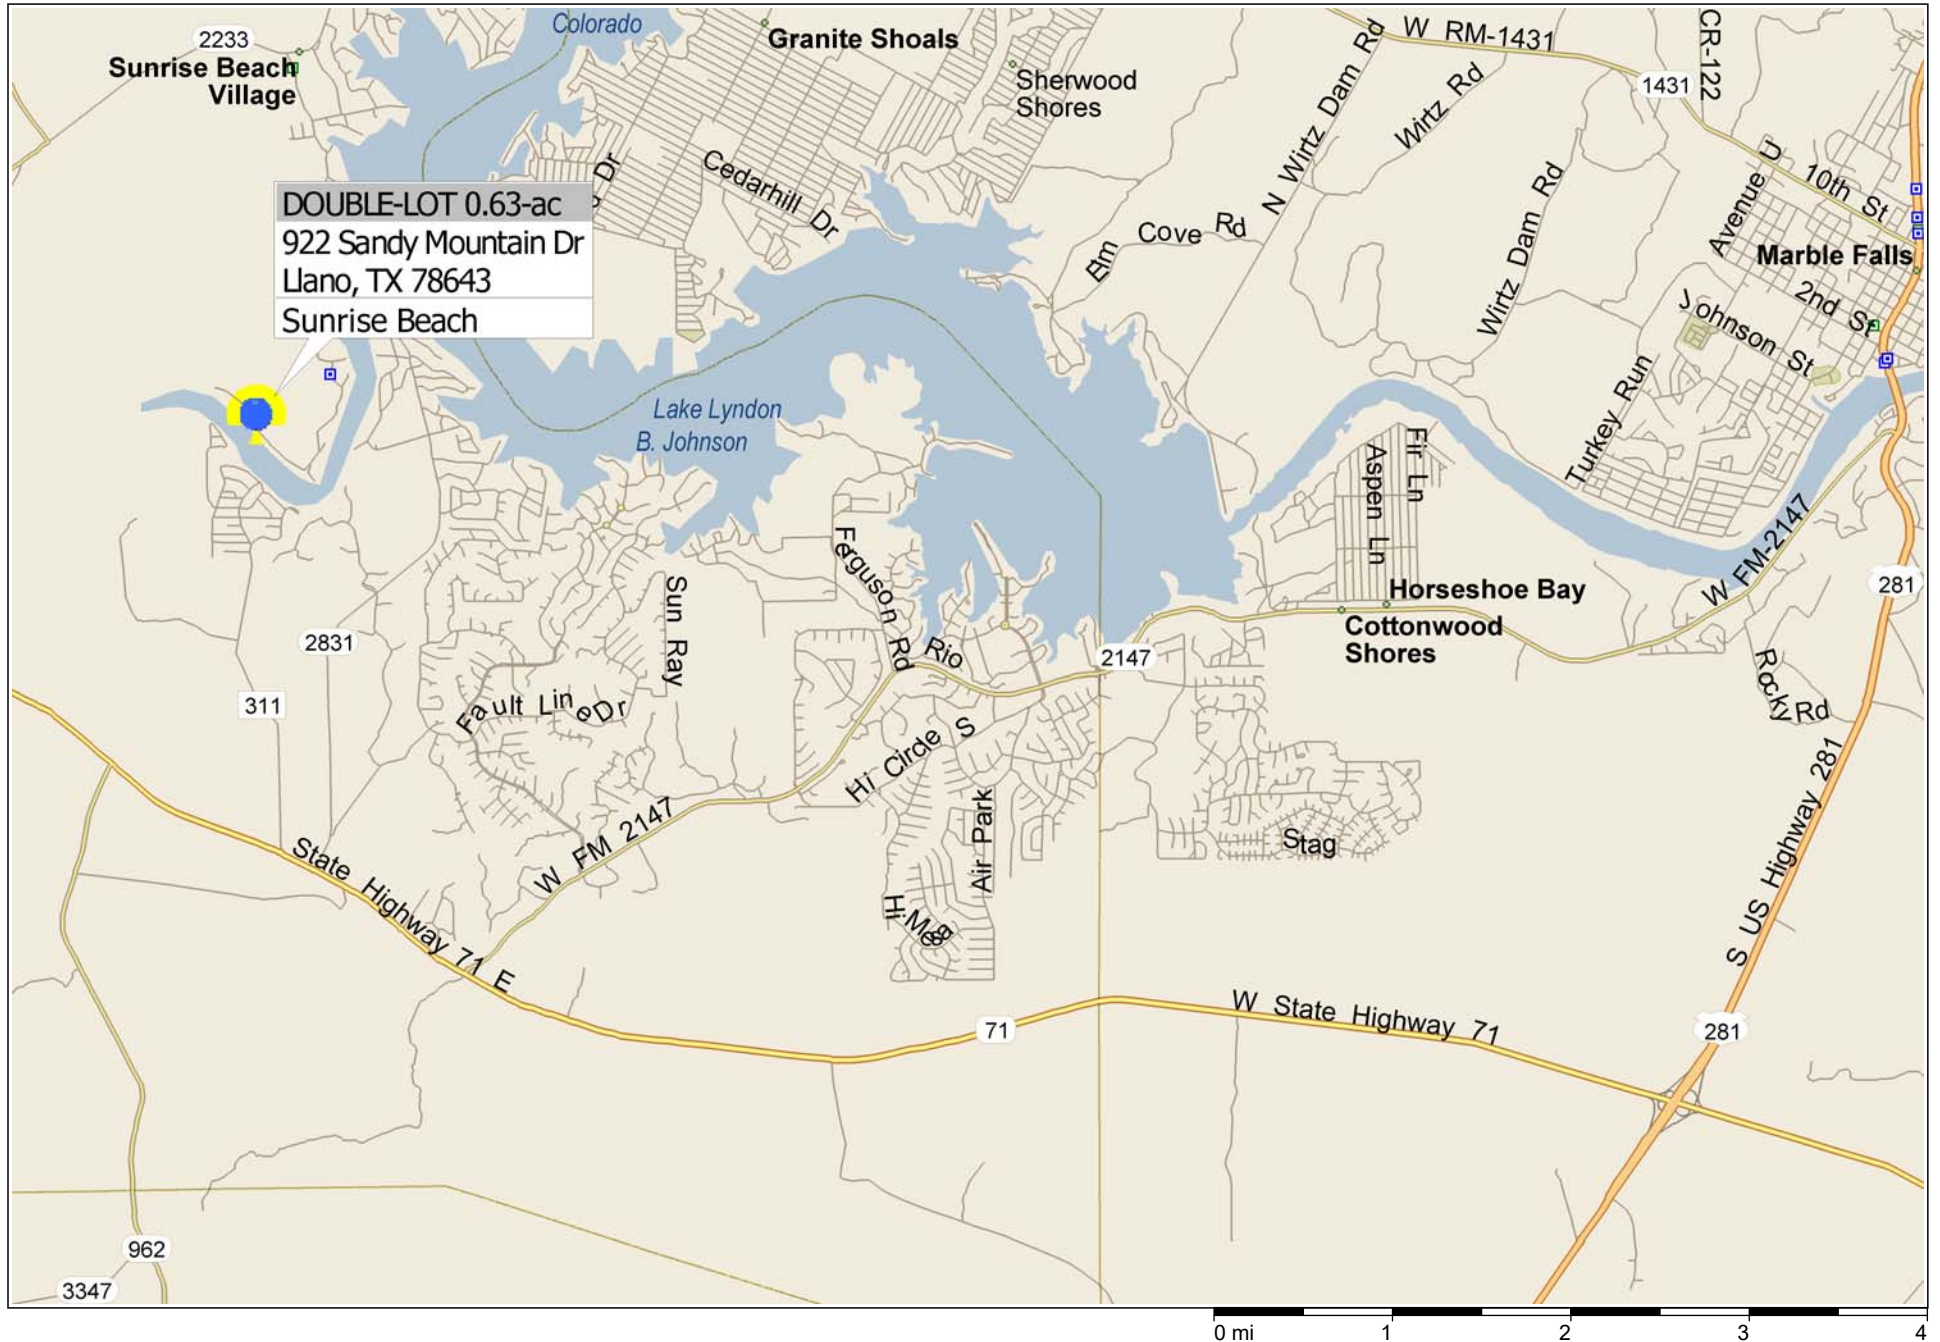 Colorado
2233
Granite Shoals
W RM-1431
CR-122
Sunrise Beach
Village
Sherwood
Shores
N Wirtz Dam Rd
Wirtz Rd
1431
Dr
Cedarhill Dr
DOUBLE-LOT 0.63-ac
922 Sandy Mountain Dr
Llano, TX 78643
Sunrise Beach
Elm Cove Rd
Wirtz Dam Rd
Avenue U
10th St
Marble Falls
2nd St
Johnson St
Turkey Run
Lake Lyndon
B. Johnson
Fir Ln
Aspen Ln
W FM-2147
Ferguson Rd
Sun Ray
Horseshoe Bay
281
Cottonwood
Shores
2831
Rio
2147
311
Fault Line Dr
Rocky Rd
Hi Circle S
S US Highway 281
W FM 2147
Air Park
Stag
State Highway 71 E
Hi Mesa
71
W State Highway 71
281
962
3347
0 mi 1 2 3 4